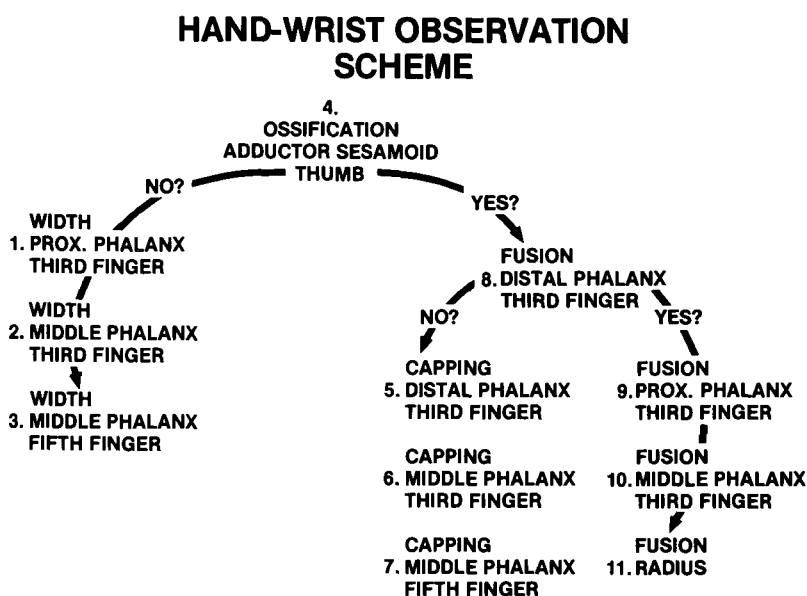 HAND-WRIST OBSERVATION
SCHEME
4.
OSSIFICATION
ADDUCTOR SESAMOID
THUMB
NO?
YES?
WIDTH
1. PROX. PHALANX
THIRD FINGER
WIDTH
2. MIDDLE PHALANX
THIRD FINGER
WIDTH
3. MIDDLE PHALANX
FIFTH FINGER
FUSION
8. DISTAL PHALANX
THIRD FINGER
NO?
YES?
CAPPING
5. DISTAL PHALANX
THIRD FINGER
CAPPING
6. MIDDLE PHALANX
THIRD FINGER
CAPPING
7. MIDDLE PHALANX
FIFTH FINGER
FUSION
9. PROX. PHALANX
THIRD FINGER
FUSION
10. MIDDLE PHALANX
THIRD FINGER
FUSION
11. RADIUS